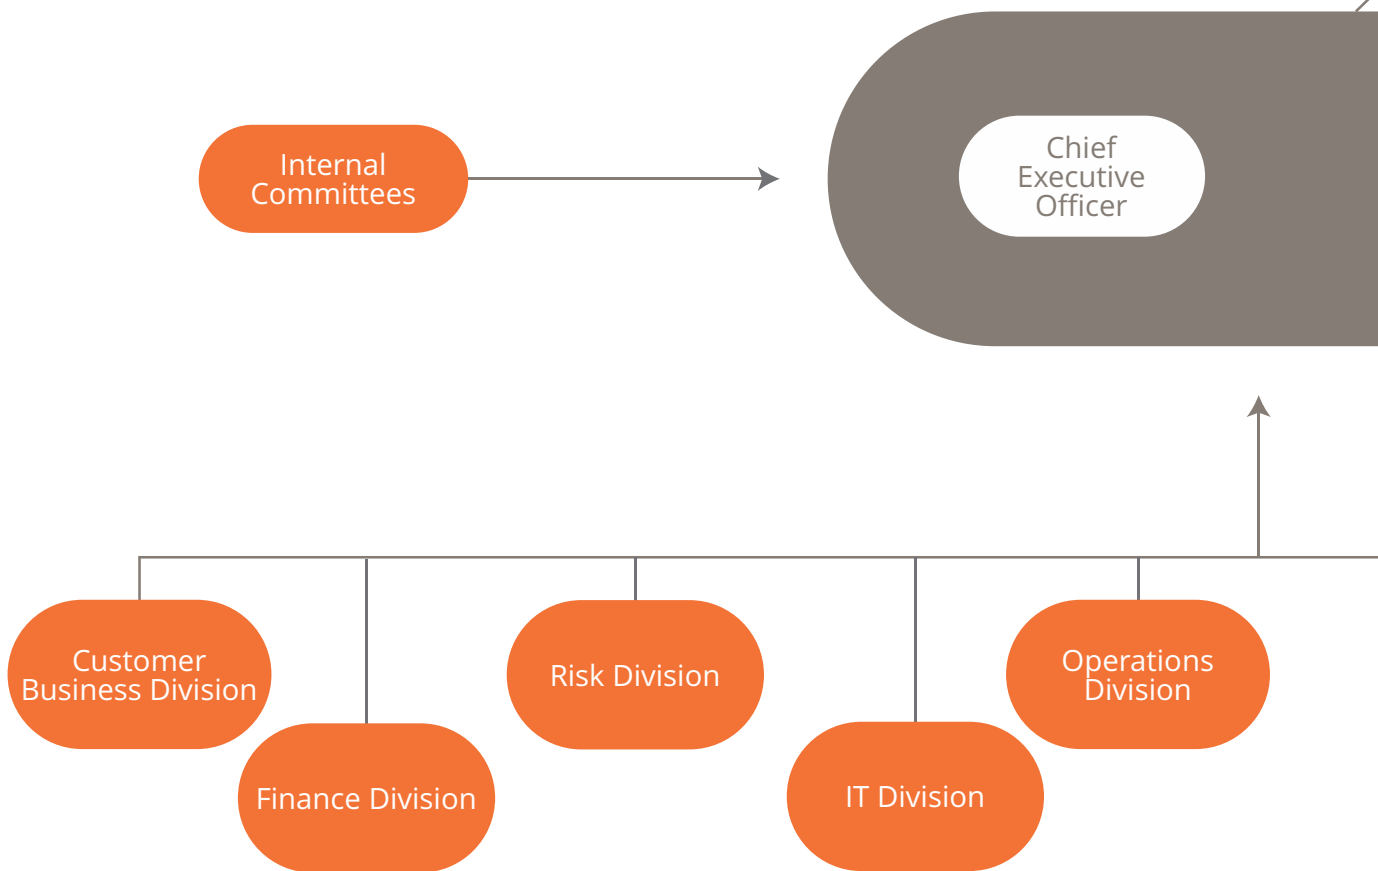 Internal
Committees
Chief
Executive
Officer
Customer
Business Division
Risk Division
Operations
Division
Finance Division
IT Division